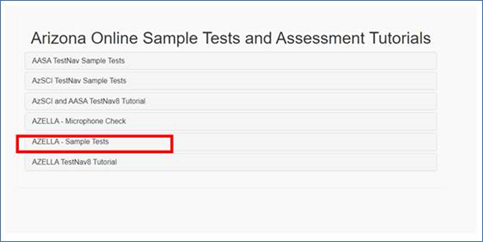 Arizona Online Sample Tests and Assessment Tutorials
AASA TestNav Sample Tests
AzSCI TestNav Sample Tests
AzSCI and AASA TestNav8 Tutorial
AZELLA - Microphone Check
AZELLA - Sample Tests
AZELLA TestNav8 Tutorial